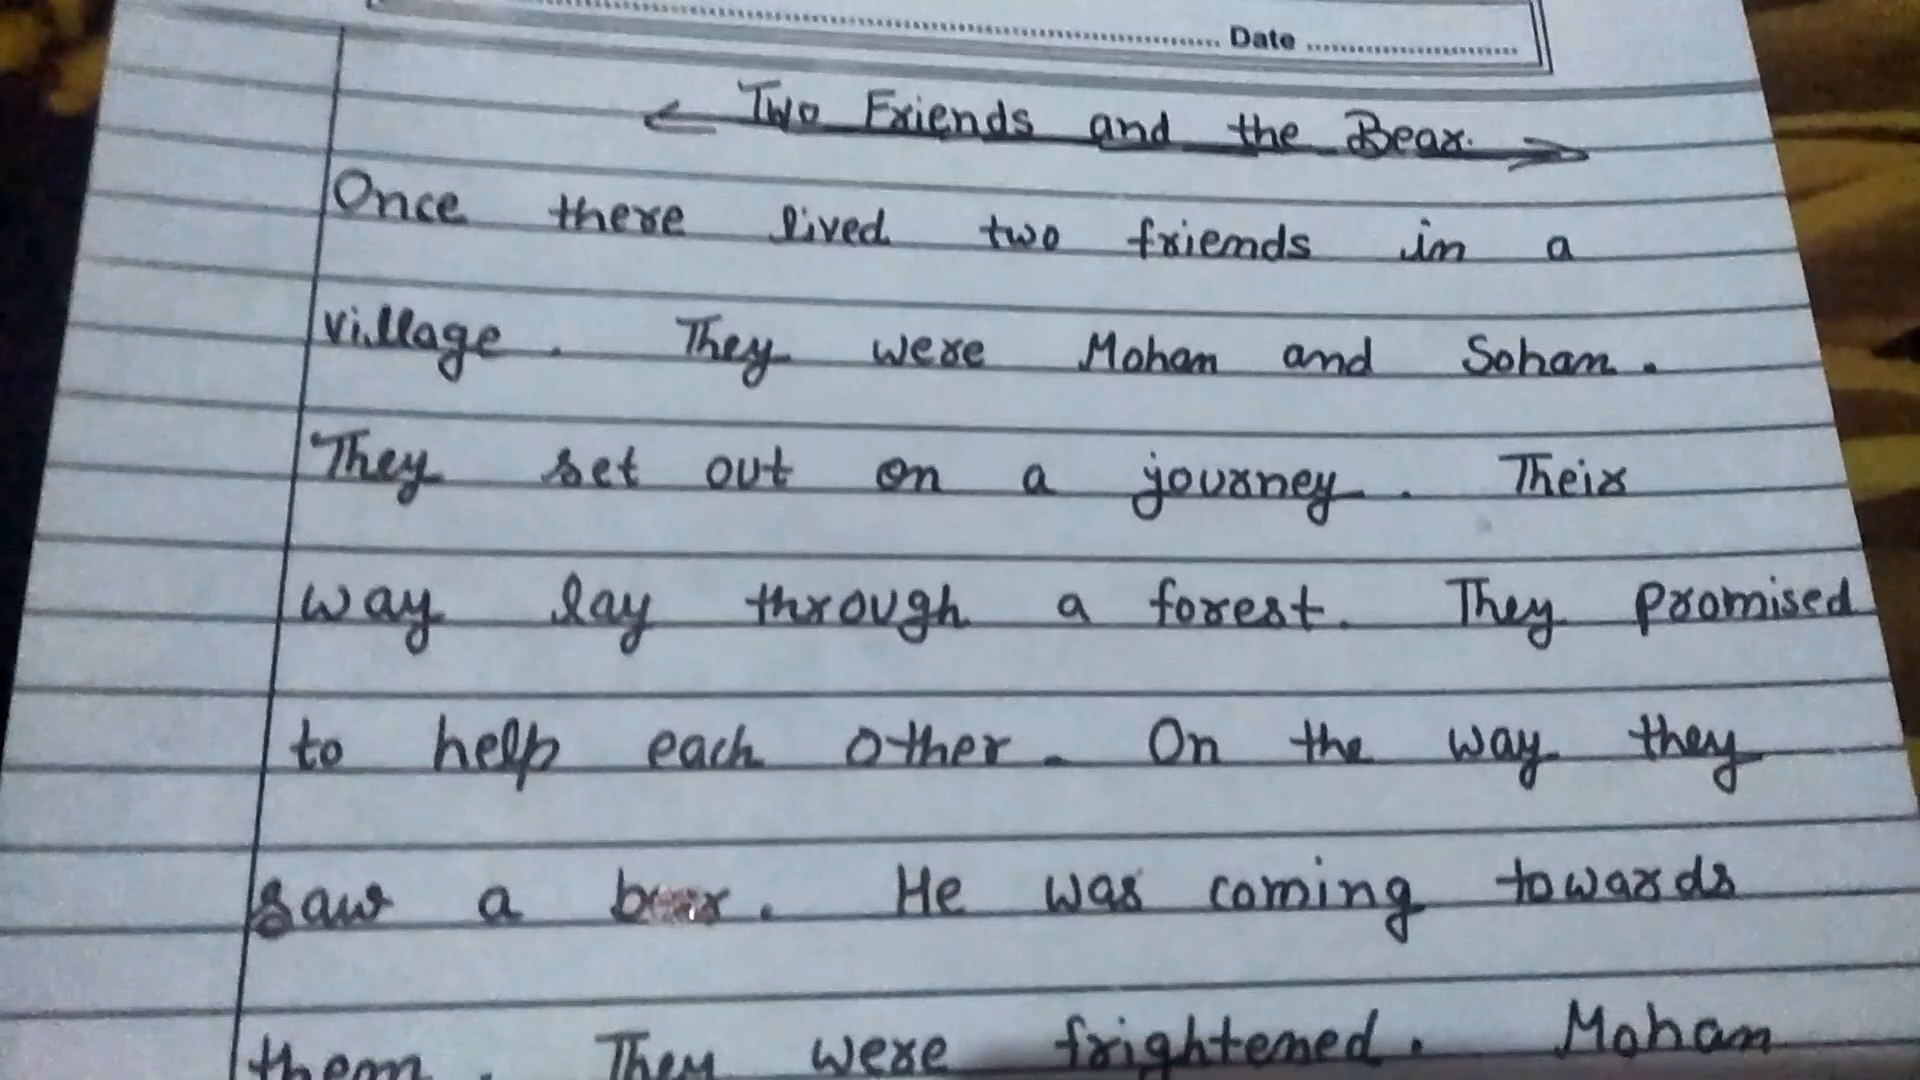 Date
Two Friends and the Bear.
Once there lived two friends in a
village. They were Mohan and Sohan.
They set out on a journey. Their
way lay through a forest. They promised
to help each other. On the way they
saw a bear. He was coming towards
them. They were frightened. Mohan